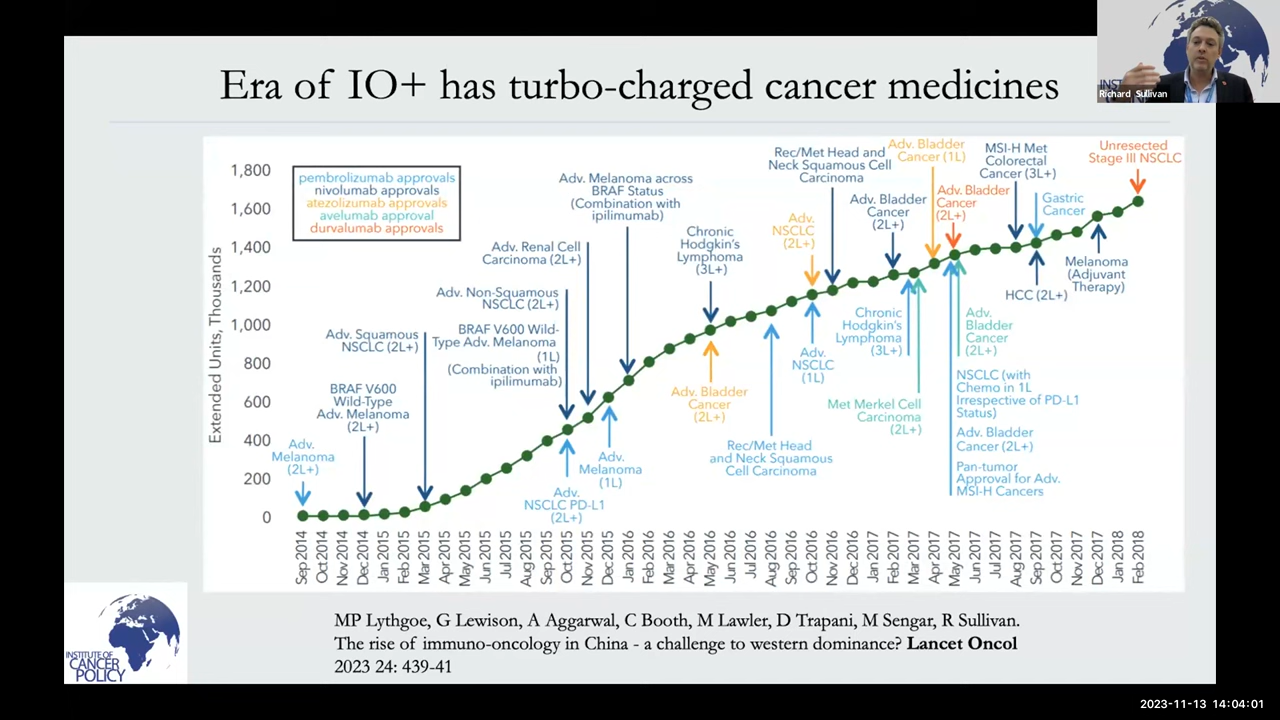 Era of IO+ has turbo-charged cancer medicines
INST
Richard Sullivan
pembrolizumab approvals
nivolumab approvals
atezolizumab approvals
avelumab approval
durvalumab approvals
Extended Units, Thousands
1,800
1,600
1,400
1,200
1,000
800
600
400
200
0
Adv.
Melanoma
(2L+)
BRAF V600
Wild-Type
Adv. Melanoma
(2L+)
Adv. Squamous
NSCLC (2L+)
Adv. Non-Squamous
NSCLC (2L+)
BRAF V600 Wild-
Type Adv. Melanoma
(1L)
(Combination with
ipilimumab)
Adv.
NSCLC PD-L1
(2L+)
Adv. Renal Cell
Carcinoma (2L+)
Adv.
Melanoma
(1L)
Adv. Melanoma across
BRAF Status
(Combination with
ipilimumab)
Chronic
Hodgkin's
Lymphoma
(3L+)
Adv. Bladder
Cancer
(2L+)
Rec/Met Head
and Neck Squamous
Cell Carcinoma
Adv.
NSCLC
(2L+)
Adv.
NSCLC
(1L)
Rec/Met Head and
Neck Squamous Cell
Carcinoma
Adv. Bladder
Cancer
(2L+)
Chronic
Hodgkin's
Lymphoma
(3L+)
Met Merkel Cell
Carcinoma
(2L+)
Adv. Bladder
Cancer (1L)
Adv. Bladder
Cancer
(2L+)
Adv.
Bladder
Cancer
(2L+)
NSCLC (with
Chemo in 1L
Irrespective of PD-L1
Status)
Adv. Bladder
Cancer (2L+)
Pan-tumor
Approval for Adv.
MSI-H Cancers
MSI-H Met
Colorectal
Cancer (3L+)
Gastric
Cancer
HCC (2L+)
Melanoma
(Adjuvant
Therapy)
Unresected
Stage III NSCLC
Sep 2014
Oct 2014
Nov 2014
Dec 2014
Jan 2015
Feb 2015
Mar 2015
Apr 2015
May 2015
Jun 2015
Jul 2015
Aug 2015
Sep 2015
Oct 2015
Nov 2015
Dec 2015
Jan 2016
Feb 2016
Mar 2016
Apr 2016
May 2016
Jun 2016
Jul 2016
Aug 2016
Sep 2016
Oct 2016
Nov 2016
Dec 2016
Jan 2017
Feb 2017
Mar 2017
Apr 2017
May 2017
Jun 2017
Jul 2017
Aug 2017
Sep 2017
Oct 2017
Nov 2017
Dec 2017
Jan 2018
Feb 2018
INSTITUTE OF
CANCER
POLICY
MP Lythgoe, G Lewison, A Aggarwal, C Booth, M Lawler, D Trapani, M Sengar, R Sullivan.
The rise of immuno-oncology in China - a challenge to western dominance? Lancet Oncol
2023 24: 439-41
2023-11-13 14:04:01